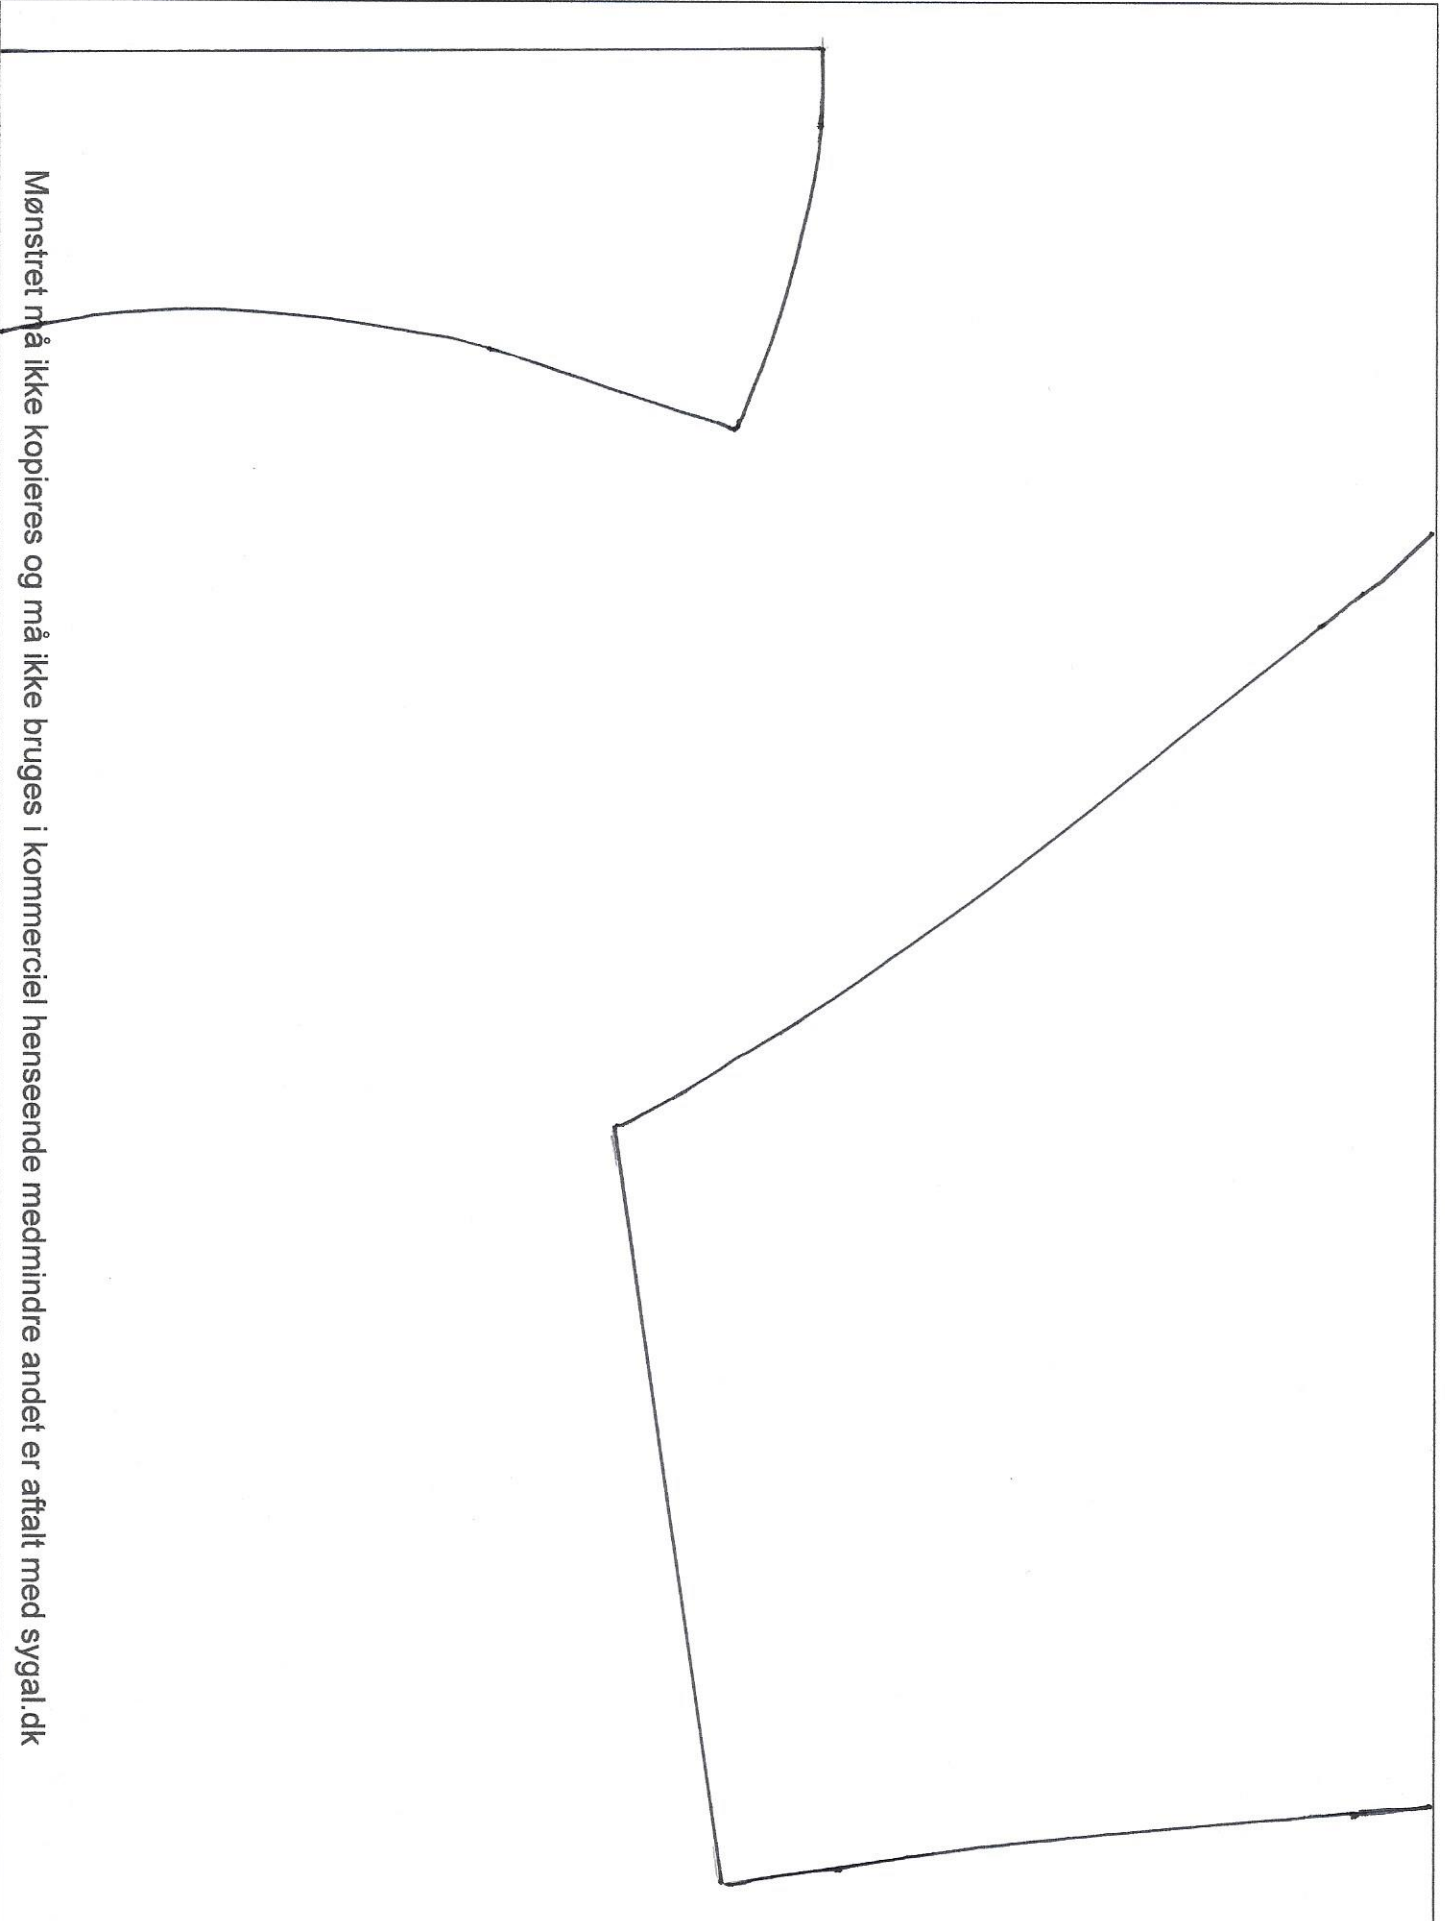 Mønstret må ikke kopieres og må ikke bruges i kommerciel henseende medmindre andet er aftalt med sygal.dk